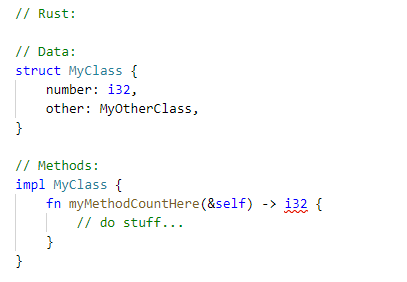 // Rust:
// Data:
struct MyClass {
    number: i32,
    other: MyOtherClass,
}
// Methods:
impl MyClass {
    fn myMethodCountHere(&self) -> i32 {
        // do stuff...
    }
}